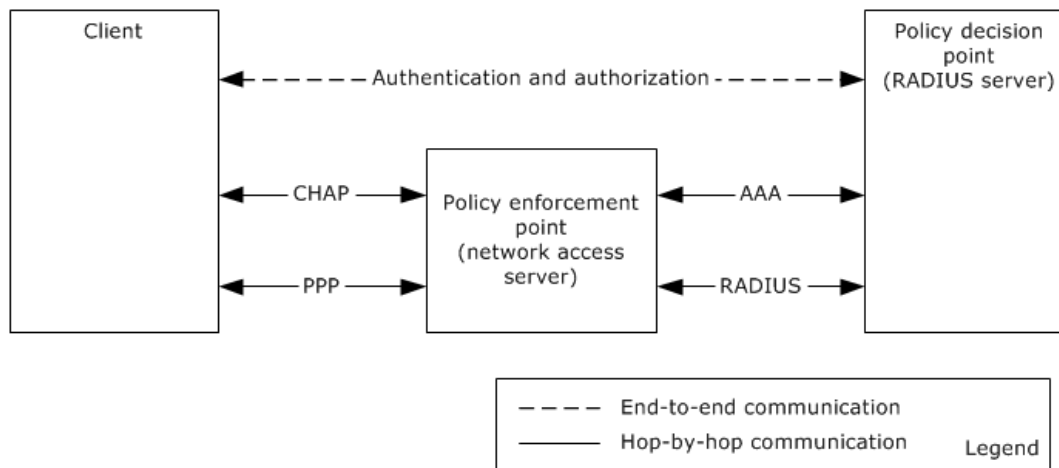 Client
Policy decision
point
(RADIUS server)
Authentication and authorization
CHAP
Policy enforcement
point
(network access
server)
AAA
PPP
RADIUS
End-to-end communication
Hop-by-hop communication
Legend